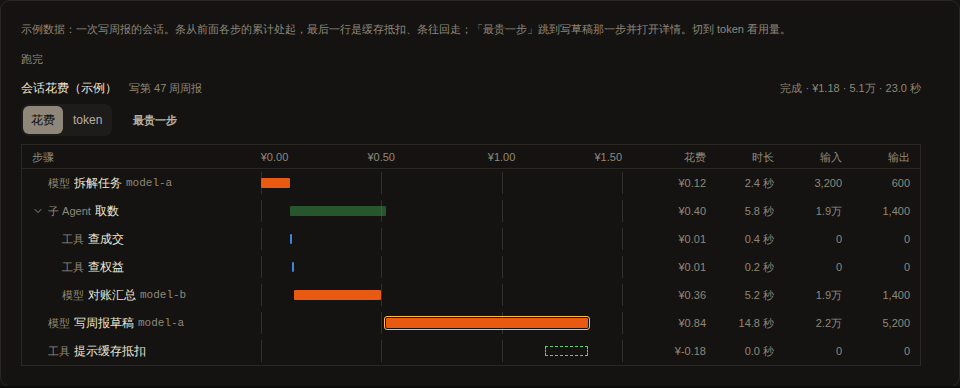 示例数据：一次写周报的会话。条从前面各步的累计处起，最后一行是缓存抵扣、条往回走；「最贵一步」跳到写草稿那一步并打开详情。切到 token 看用量。
跑完
会话花费（示例） 写第 47 周周报 完成 · ¥1.18 · 5.1万 · 23.0 秒
花费 token 最贵一步
步骤 ¥0.00 ¥0.50 ¥1.00 ¥1.50 花费 时长 输入 输出
模型 拆解任务 model-a ¥0.12 2.4 秒 3,200 600
子 Agent 取数 ¥0.40 5.8 秒 1.9万 1,400
工具 查成交 ¥0.01 0.4 秒 0 0
工具 查权益 ¥0.01 0.2 秒 0 0
模型 对账汇总 model-b ¥0.36 5.2 秒 1.9万 1,400
模型 写周报草稿 model-a ¥0.84 14.8 秒 2.2万 5,200
工具 提示缓存抵扣 ¥-0.18 0.0 秒 0 0